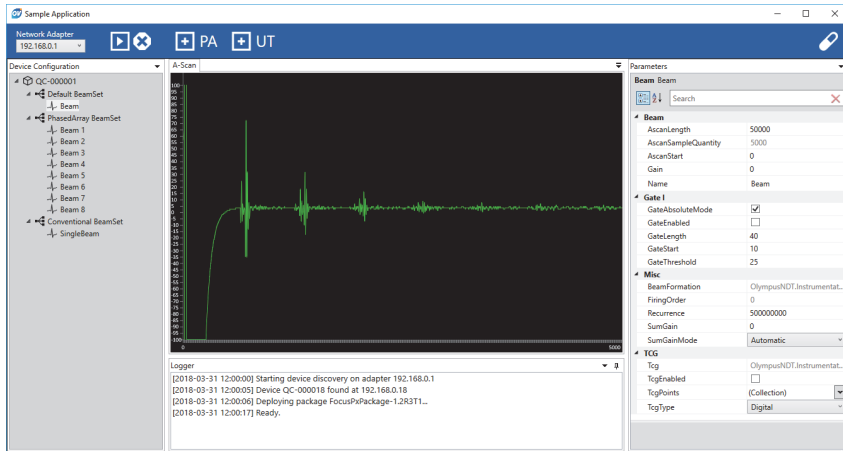 Sample Application
Network Adapter
192.168.0.1
PA
UT
Device Configuration
QC-000001
Default BeamSet
Beam
PhasedArray BeamSet
Beam 1
Beam 2
Beam 3
Beam 4
Beam 5
Beam 6
Beam 7
Beam 8
Conventional BeamSet
SingleBeam
A-Scan
100
95
90
85
80
75
70
65
60
55
50
45
40
35
30
25
20
15
10
5
0
-5
-10
-15
-20
-25
-30
-35
-40
-45
-50
-55
-60
-65
-70
-75
-80
-85
-90
-95
-100
0
5000
Logger
[2018-03-31 12:00:00] Starting device discovery on adapter 192.168.0.1
[2018-03-31 12:00:05] Device QC-000018 found at 192.168.0.18
[2018-03-31 12:00:06] Deploying package FocusPxPackage-1.2R3T1...
[2018-03-31 12:00:17] Ready.
Parameters
Beam Beam
Search
Beam
AscanLength 50000
AscanSampleQuantity 5000
AscanStart 0
Gain 0
Name Beam
Gate I
GateAbsoluteMode
GateEnabled
GateLength 40
GateStart 10
GateThreshold 25
Misc
BeamFormation OlympusNDT.Instrumentat...
FiringOrder 0
Recurrence 500000000
SumGain 0
SumGainMode Automatic
TCG
Tcg OlympusNDT.Instrumentat...
TcgEnabled
TcgPoints (Collection)
TcgType Digital